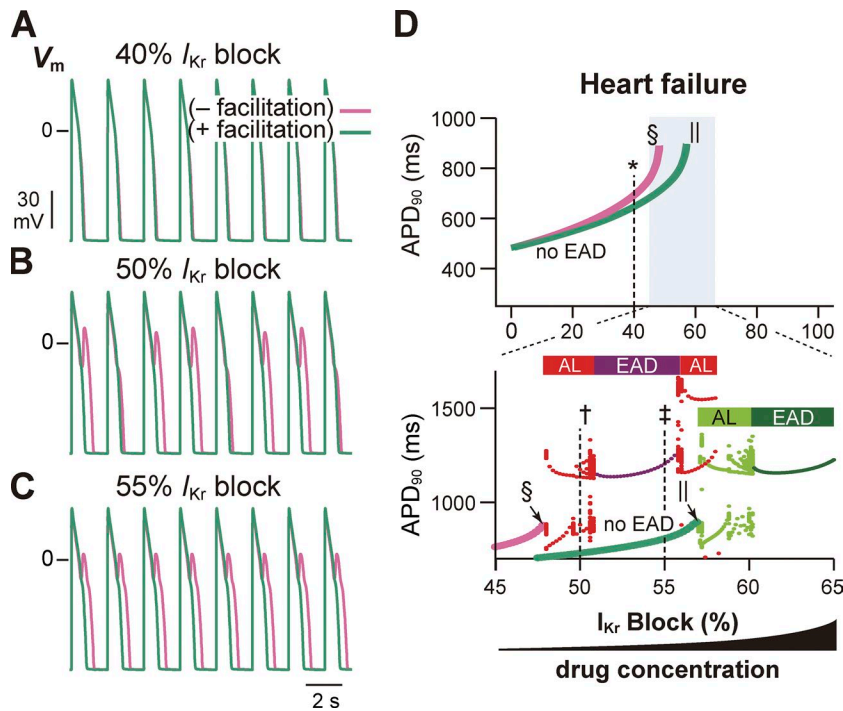 A
40% IKr block
Vm
(– facilitation)
(+ facilitation)
0
30
mV
B
50% IKr block
0
C
55% IKr block
0
2 s
D
Heart failure
APD90 (ms)
1000
800
600
400
*
§
||
no EAD
0 20 40 60 80 100
AL EAD AL
AL EAD
APD90 (ms)
1500
1000
†
‡
§
||
no EAD
45 50 55 60 65
IKr Block (%)
drug concentration